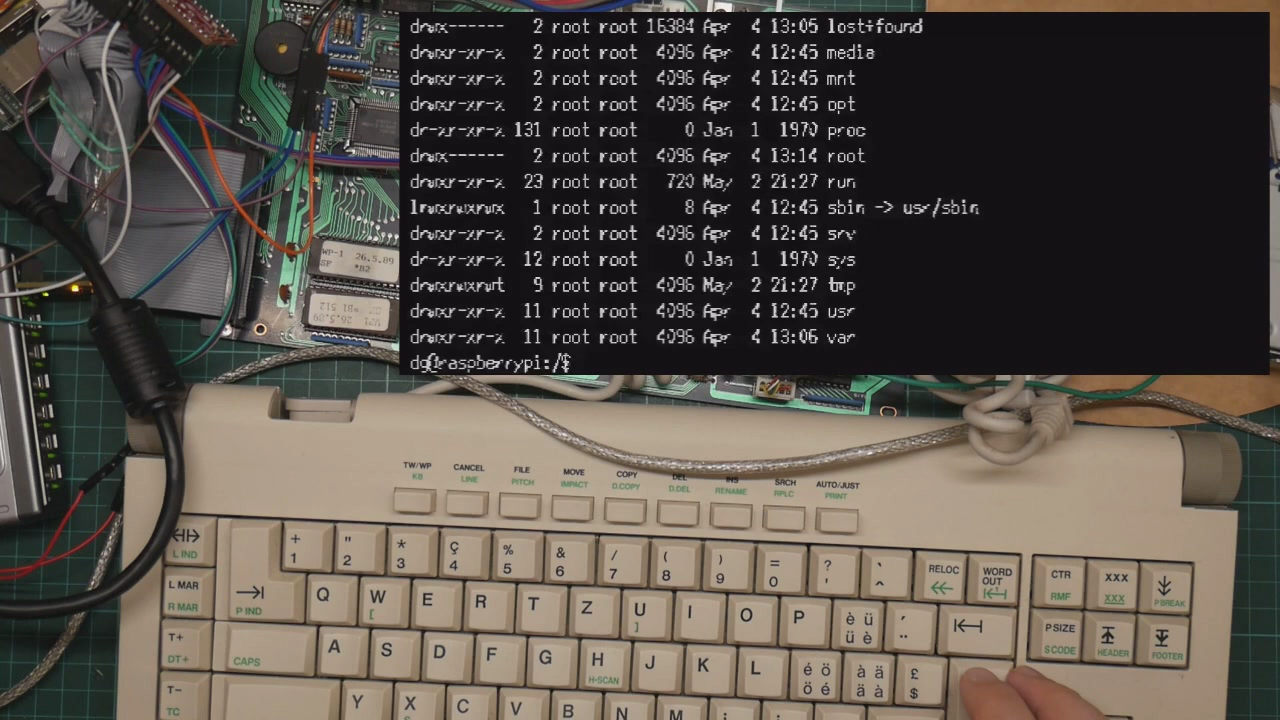 drwx------ 2 root root 16384 Apr 4 13:05 lost+found
drwxr-xr-x 2 root root 4096 Apr 4 12:45 media
drwxr-xr-x 2 root root 4096 Apr 4 12:45 mnt
drwxr-xr-x 2 root root 4096 Apr 4 12:45 opt
dr-xr-xr-x 131 root root 0 Jan 1 1970 proc
drwx------ 2 root root 4096 Apr 4 13:14 root
drwxr-xr-x 23 root root 720 May 2 21:27 run
lrwxrwxrwx 1 root root 8 Apr 4 12:45 sbin -> usr/sbin
drwxr-xr-x 2 root root 4096 Apr 4 12:45 srv
dr-xr-xr-x 12 root root 0 Jan 1 1970 sys
drwxrwxrwt 9 root root 4096 May 2 21:27 tmp
drwxr-xr-x 11 root root 4096 Apr 4 12:45 usr
drwxr-xr-x 11 root root 4096 Apr 4 13:06 var
dg@raspberrypi:/$
WP-1 26.5.89
SF *82
TW/WP CANCEL FILE MOVE COPY DEL INS SRCH AUTO/JUST
KB LINE PITCH IMPACT D.COPY D.DEL RENAME RPLC PRINT
+ " * Ç % & / ( ) = ? ` RELOC WORD OUT CTR XXX
L IND 1 2 3 4 5 6 7 8 9 0 ' ^ RMF XXX P BREAK
L MAR Q W E R T Z U I O P è ü ¨ PSIZE
R MAR P IND [ ] ü è S CODE HEADER FOOTER
T+ A S D F G H J K L é ö à ä £
DT+ CAPS H-SCAN ö é ä à $
T- Y X C V B N M
TC